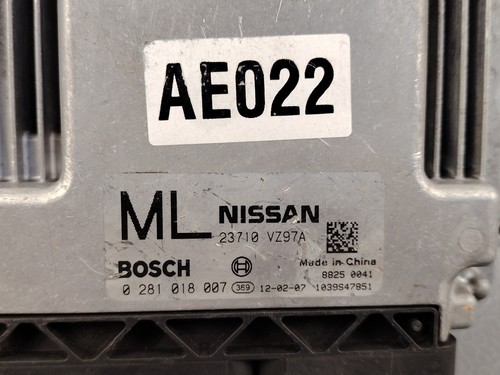 AE022
ML NISSAN
23710 VZ97A
BOSCH Made in China
8825 0041
0 281 018 007 369 12-02-07 1039S47851